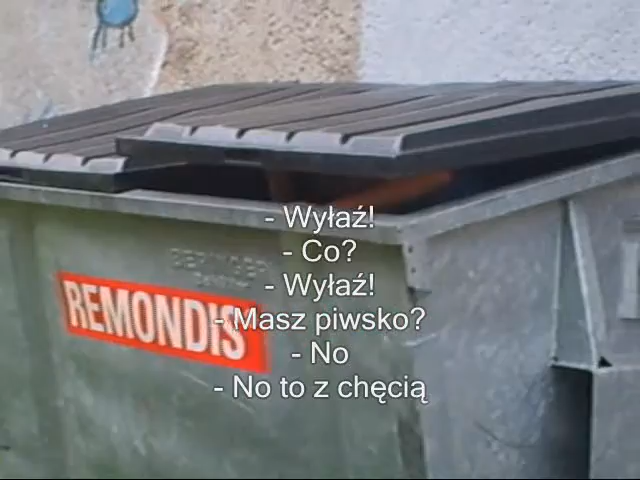 - Wyłaź!
- Co?
- Wyłaź!
REMONDIS
- Masz piwsko?
- No
- No to z chęcią